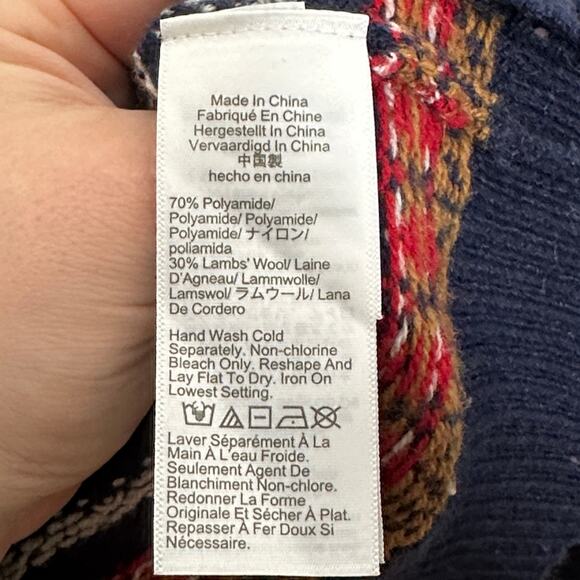 Made In China
Fabriqué En Chine
Hergestellt In China
Vervaardigd In China
中国製
hecho en china
70% Polyamide/
Polyamide/ Polyamide/
Polyamide/ ナイロン/
poliamida
30% Lambs' Wool/ Laine
D'Agneau/ Lammwolle/
Lamswol/ ラムウール/ Lana
De Cordero
Hand Wash Cold
Separately. Non-chlorine
Bleach Only. Reshape And
Lay Flat To Dry. Iron On
Lowest Setting.
Laver Séparément À La
Main À L'eau Froide.
Seulement Agent De
Blanchiment Non-chlore.
Redonner La Forme
Originale Et Sécher À Plat.
Repasser À Fer Doux Si
Nécessaire.